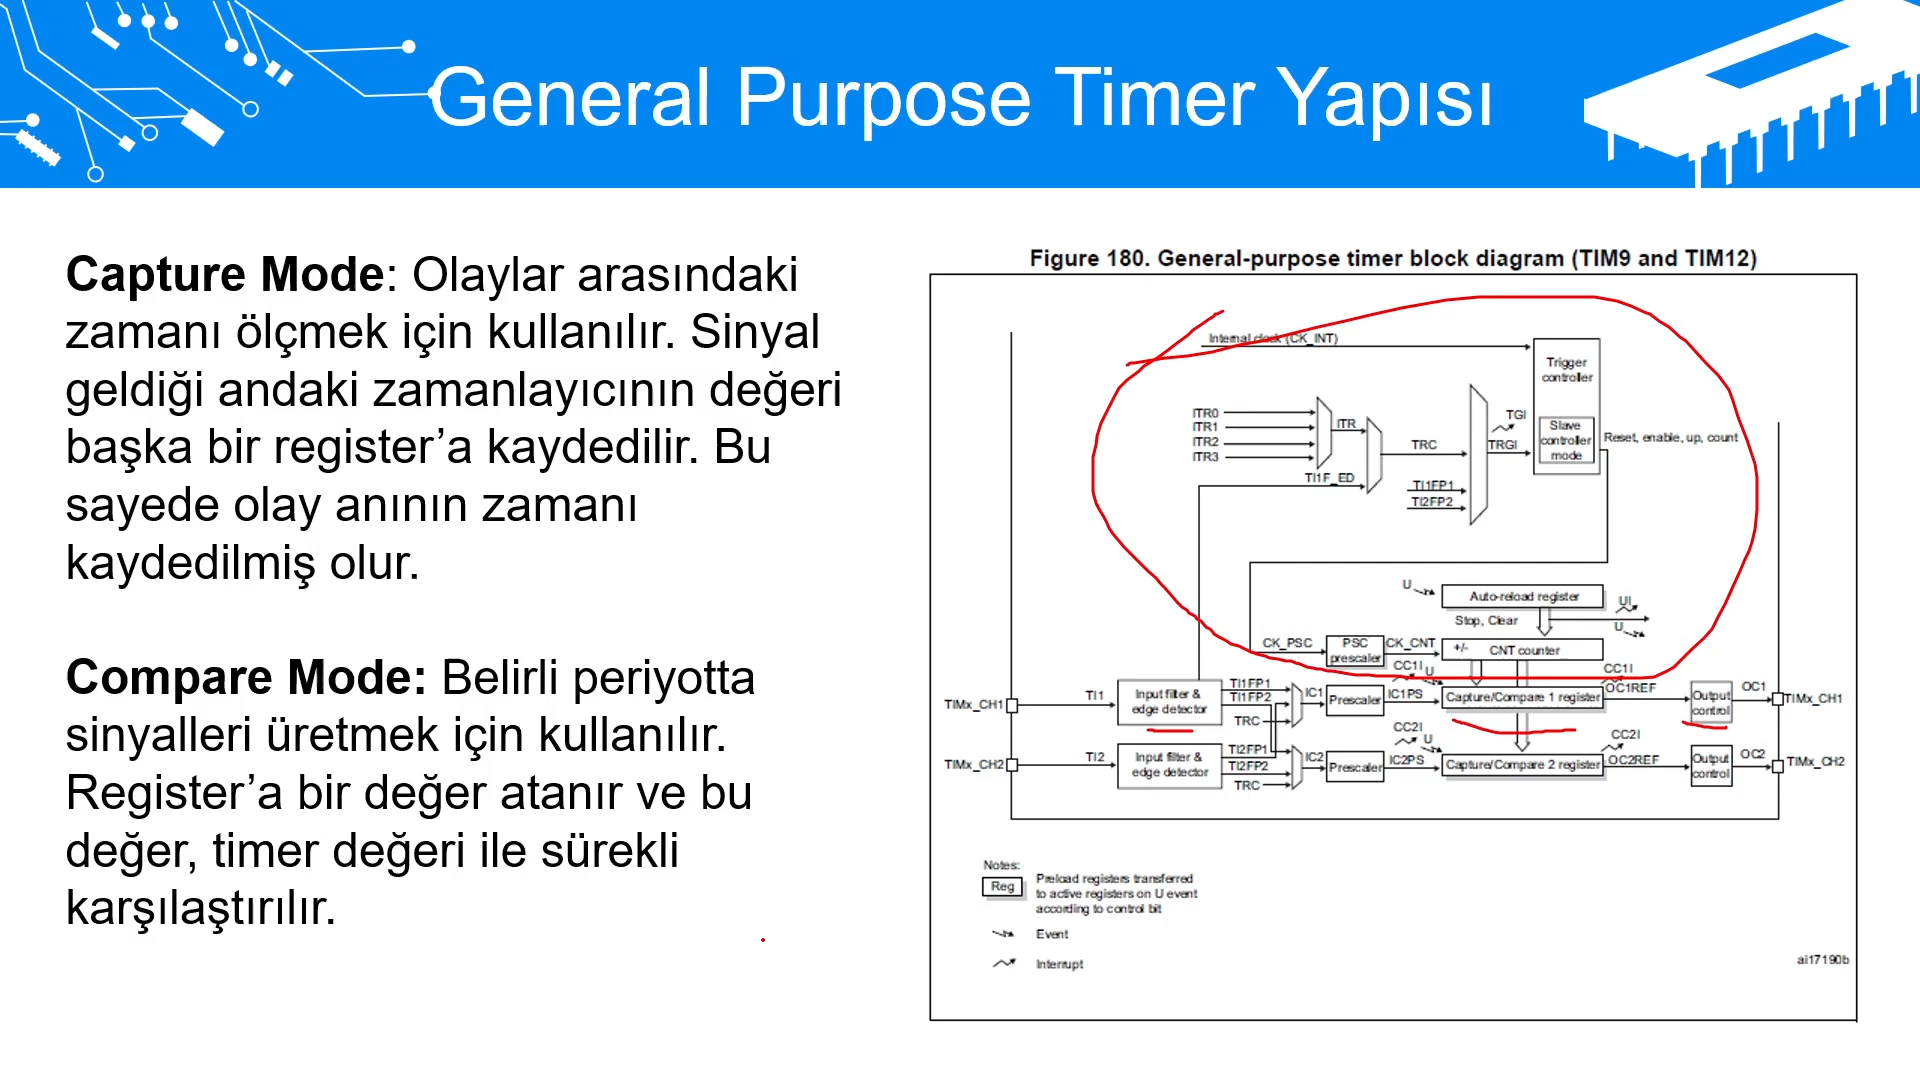 General Purpose Timer Yapısı
Capture Mode: Olaylar arasındaki
zamanı ölçmek için kullanılır. Sinyal
geldiği andaki zamanlayıcının değeri
başka bir register’a kaydedilir. Bu
sayede olay anının zamanı
kaydedilmiş olur.
Compare Mode: Belirli periyotta
sinyalleri üretmek için kullanılır.
Register’a bir değer atanır ve bu
değer, timer değeri ile sürekli
karşılaştırılır.
Figure 180. General-purpose timer block diagram (TIM9 and TIM12)
Internal clock (CK_INT)
Trigger
controller
ITR0
ITR1
ITR2
ITR3
ITR
TRC
TGI
TRGI
Slave
controller
mode
Reset, enable, up, count
TI1F_ED
TI1FP1
TI2FP2
U
Auto-reload register
UI
U
Stop, Clear
CK_PSC
PSC
prescaler
CK_CNT
+/-
CNT counter
CC1I
U
CC1I
TIMx_CH1
TI1
Input filter &
edge detector
TI1FP1
TI1FP2
TRC
IC1
Prescaler
IC1PS
Capture/Compare 1 register
OC1REF
Output
control
OC1
TIMx_CH1
CC2I
U
CC2I
TIMx_CH2
TI2
Input filter &
edge detector
TI2FP1
TI2FP2
TRC
IC2
Prescaler
IC2PS
Capture/Compare 2 register
OC2REF
Output
control
OC2
TIMx_CH2
Notes:
Reg
Preload registers transferred
to active registers on U event
according to control bit
Event
Interrupt
ai17190b